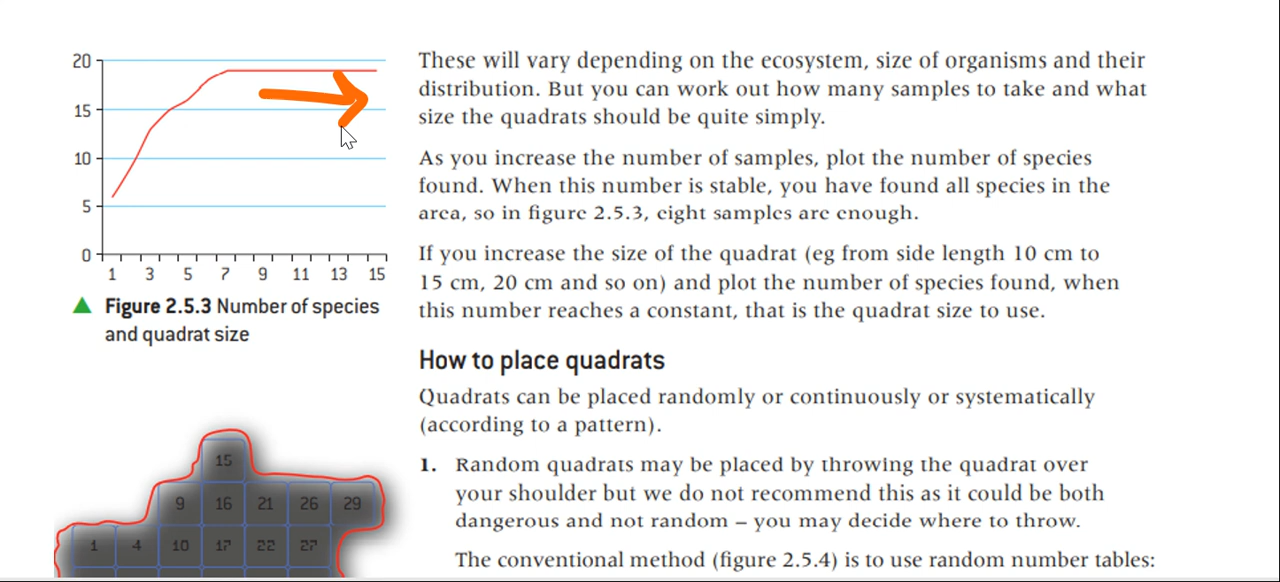 20
15
10
5
0
1 3 5 7 9 11 13 15
▲ Figure 2.5.3 Number of species
and quadrat size
These will vary depending on the ecosystem, size of organisms and their
distribution. But you can work out how many samples to take and what
size the quadrats should be quite simply.
As you increase the number of samples, plot the number of species
found. When this number is stable, you have found all species in the
area, so in figure 2.5.3, eight samples are enough.
If you increase the size of the quadrat (eg from side length 10 cm to
15 cm, 20 cm and so on) and plot the number of species found, when
this number reaches a constant, that is the quadrat size to use.
How to place quadrats
Quadrats can be placed randomly or continuously or systematically
(according to a pattern).
1. Random quadrats may be placed by throwing the quadrat over
your shoulder but we do not recommend this as it could be both
dangerous and not random – you may decide where to throw.
The conventional method (figure 2.5.4) is to use random number tables:
15
9 16 21 26 29
1 4 10 17 22 27